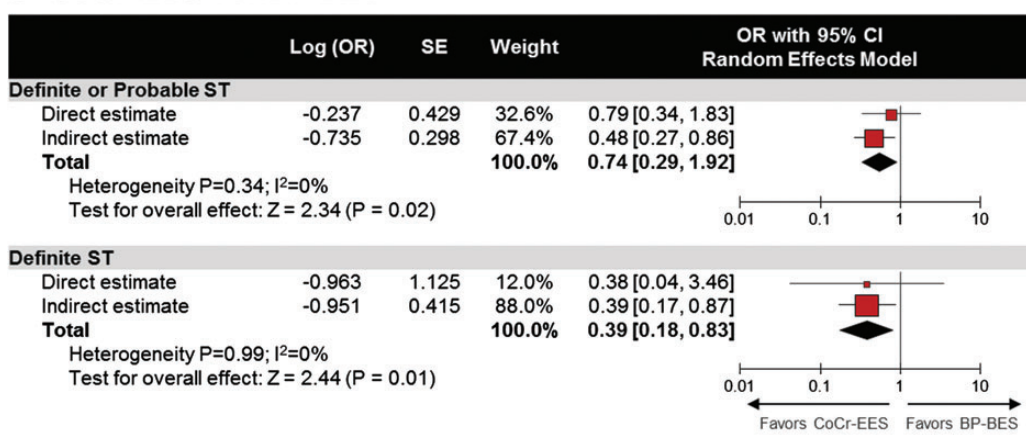 Log (OR) SE Weight OR with 95% CI
Random Effects Model
Definite or Probable ST
Direct estimate -0.237 0.429 32.6% 0.79 [0.34, 1.83]
Indirect estimate -0.735 0.298 67.4% 0.48 [0.27, 0.86]
Total 100.0% 0.74 [0.29, 1.92]
Heterogeneity P=0.34; I²=0%
Test for overall effect: Z = 2.34 (P = 0.02)
0.01 0.1 1 10
Definite ST
Direct estimate -0.963 1.125 12.0% 0.38 [0.04, 3.46]
Indirect estimate -0.951 0.415 88.0% 0.39 [0.17, 0.87]
Total 100.0% 0.39 [0.18, 0.83]
Heterogeneity P=0.99; I²=0%
Test for overall effect: Z = 2.44 (P = 0.01)
0.01 0.1 1 10
Favors CoCr-EES Favors BP-BES